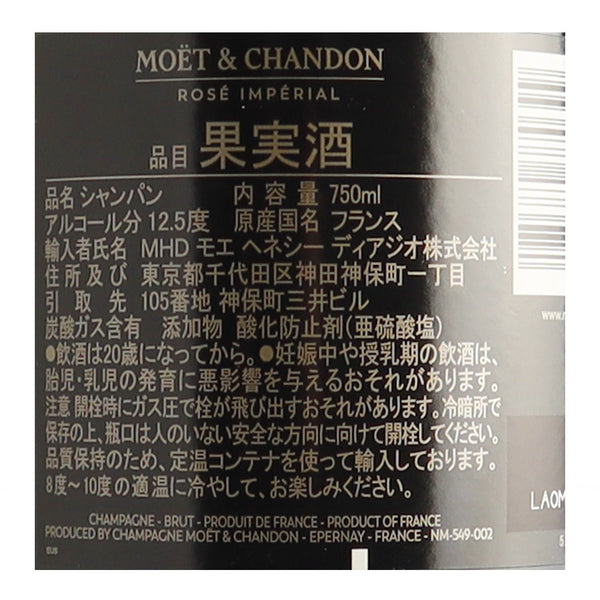 MOËT & CHANDON
ROSÉ IMPÉRIAL
品目 果実酒
品名 シャンパン 内容量 750ml
アルコール分 12.5度 原産国名 フランス
輸入者氏名 MHD モエ ヘネシー ディアジオ株式会社
住所及び 東京都千代田区神田神保町一丁目
引取先 105番地 神保町三井ビル
炭酸ガス含有 添加物 酸化防止剤(亜硫酸塩)
●飲酒は20歳になってから。●妊娠中や授乳期の飲酒は、
胎児・乳児の発育に悪影響を与えるおそれがあります。
注意 開栓時にガス圧で栓が飛び出すおそれがあります。冷暗所で
保存の上、瓶口は人のいない安全な方向に向けて開栓してください。
品質保持のため、定温コンテナを使って輸入しております。
8度〜10度の適温に冷やして、お楽しみください。
CHAMPAGNE - BRUT - PRODUIT DE FRANCE - PRODUCT OF FRANCE
PRODUCED BY CHAMPAGNE MOËT & CHANDON - EPERNAY - FRANCE - NM-549-002
LAOM